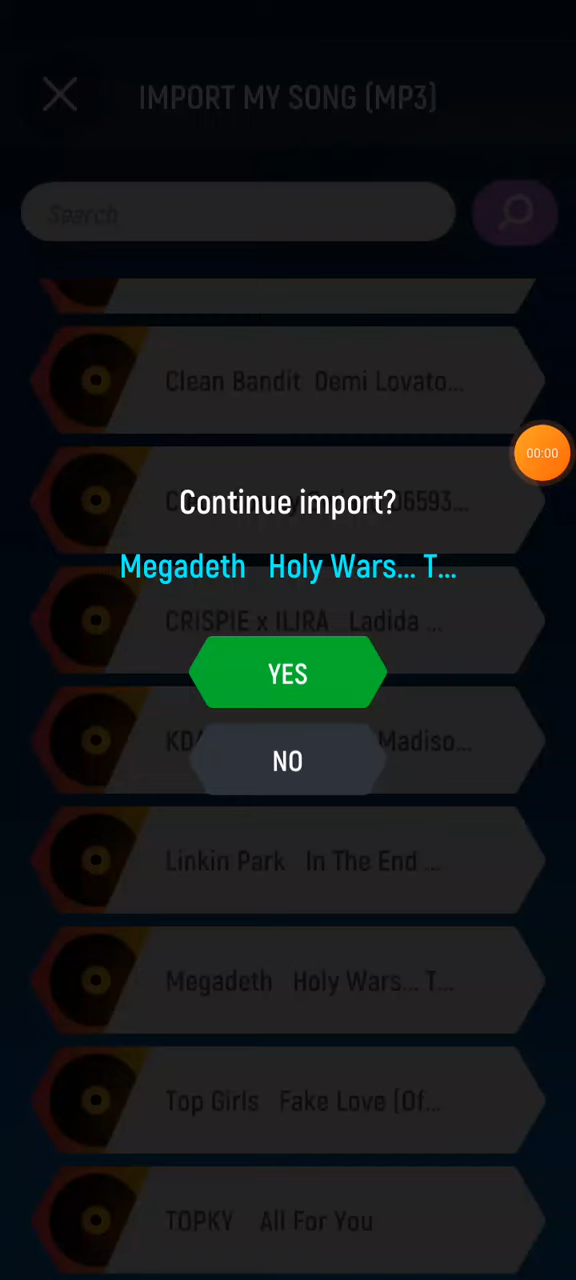 IMPORT MY SONG (MP3)
Search
Clean Bandit Demi Lovato...
00:00
Continue import?
Megadeth Holy Wars... T...
CRISPIE x ILIRA Ladida ...
YES
Madiso...
NO
Linkin Park In The End ...
Megadeth Holy Wars... T...
Top Girls Fake Love (Of...
TOPKY All For You